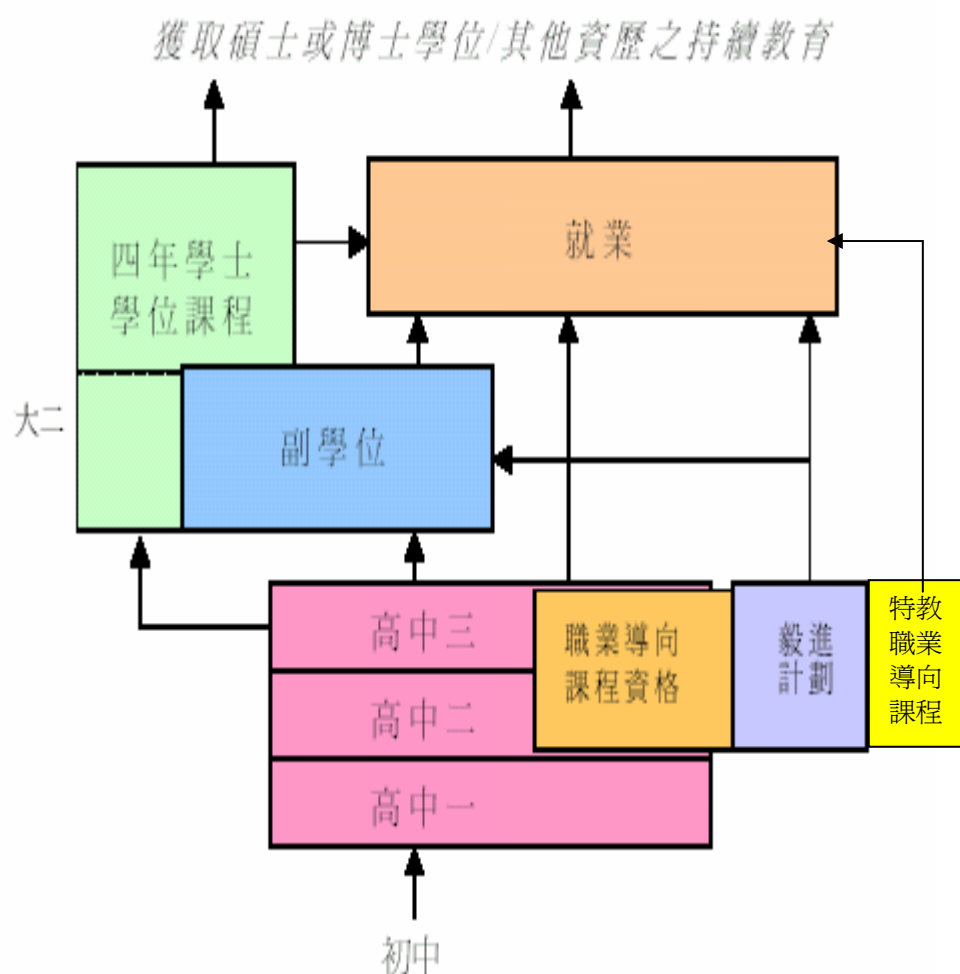 獲取碩士或博士學位/其他資歷之持續教育
四年學士
學位課程
就業
大二
副學位
高中三
高中二
高中一
職業導向
課程資格
毅進
計劃
特教
職業
導向
課程
初中